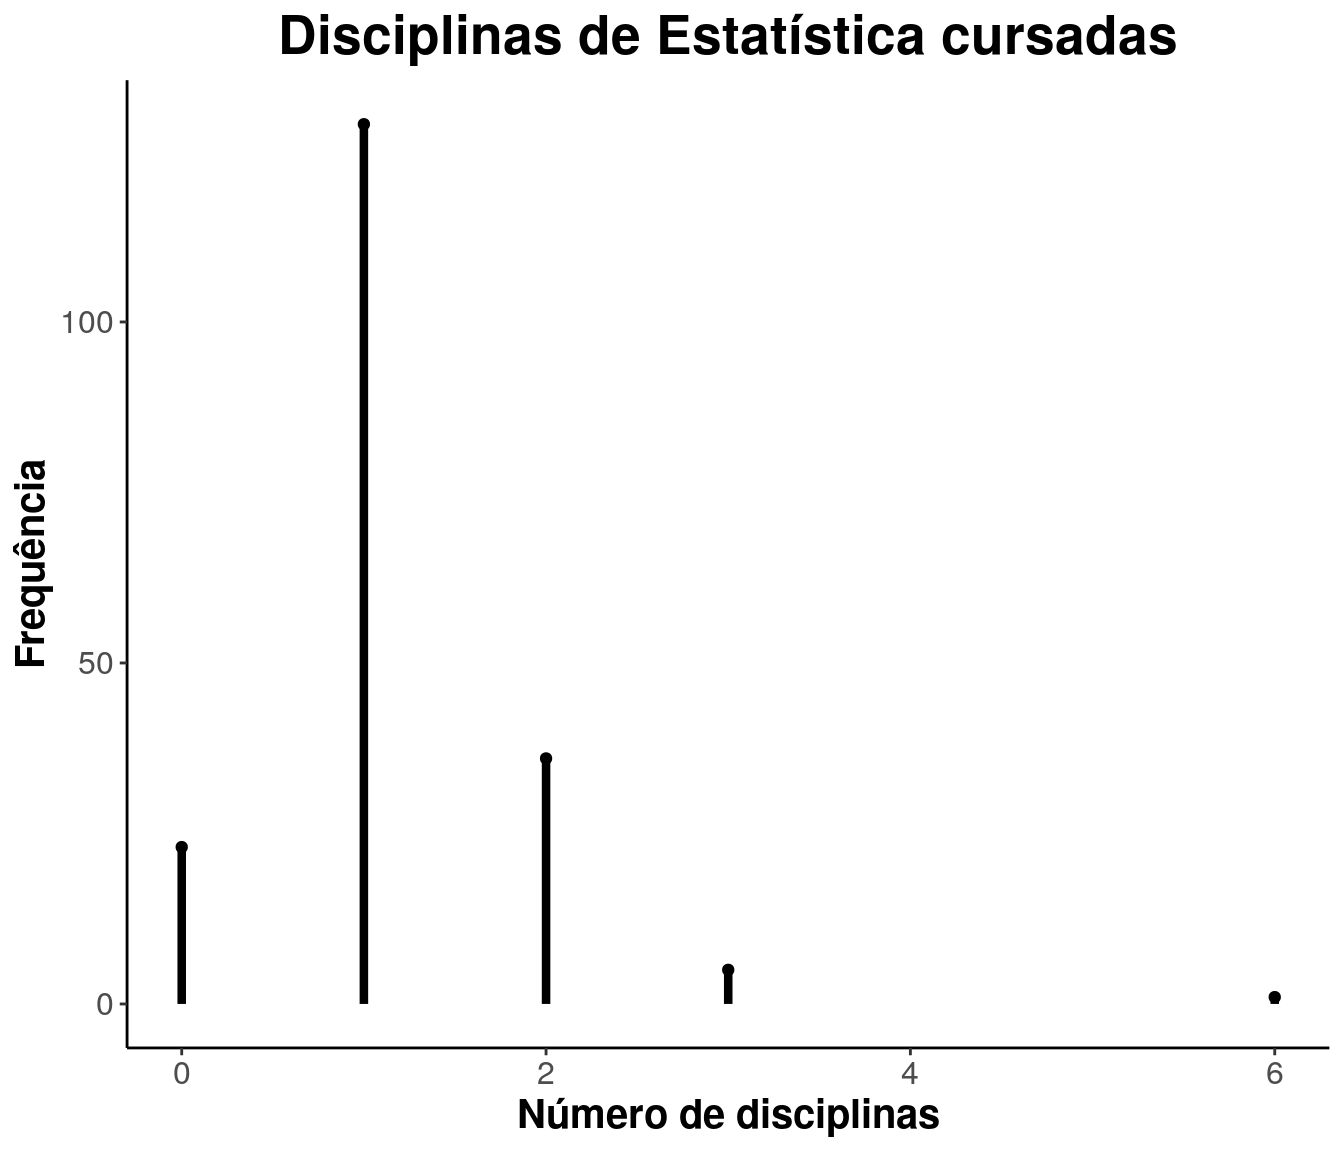 Disciplinas de Estatística cursadas
Frequência
100
50
0
0 2 4 6
Número de disciplinas